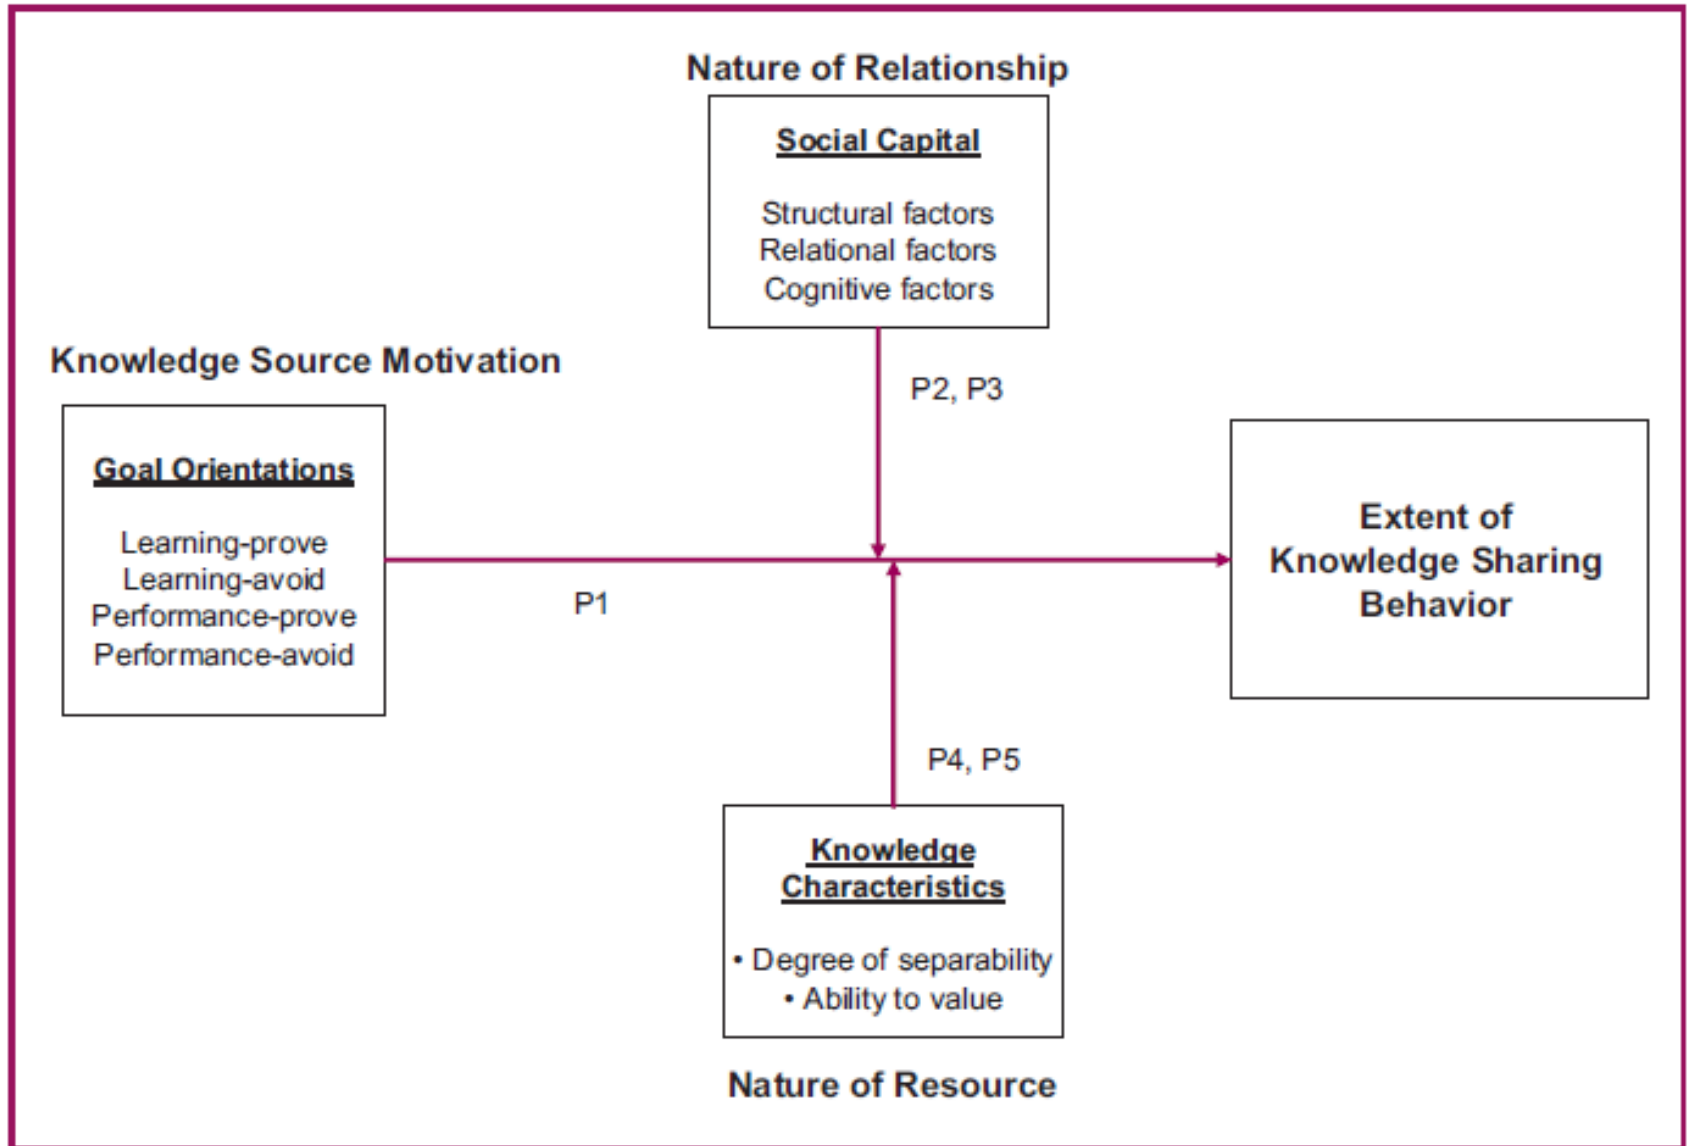 Nature of Relationship
Social Capital
Structural factors
Relational factors
Cognitive factors
P2, P3
Knowledge Source Motivation
Goal Orientations
Learning-prove
Learning-avoid
Performance-prove
Performance-avoid
P1
Extent of
Knowledge Sharing
Behavior
P4, P5
Knowledge
Characteristics
• Degree of separability
• Ability to value
Nature of Resource